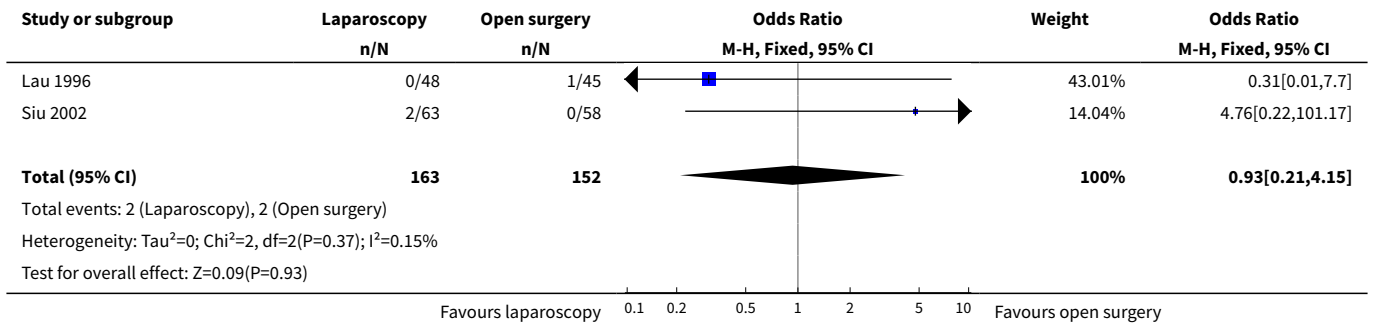 Study or subgroup Laparoscopy Open surgery Odds Ratio Weight Odds Ratio
n/N n/N M-H, Fixed, 95% CI M-H, Fixed, 95% CI
Lau 1996 0/48 1/45 43.01% 0.31[0.01,7.7]
Siu 2002 2/63 0/58 14.04% 4.76[0.22,101.17]
Total (95% CI) 163 152 100% 0.93[0.21,4.15]
Total events: 2 (Laparoscopy), 2 (Open surgery)
Heterogeneity: Tau²=0; Chi²=2, df=2(P=0.37); I²=0.15%
Test for overall effect: Z=0.09(P=0.93)
Favours laparoscopy 0.1 0.2 0.5 1 2 5 10 Favours open surgery